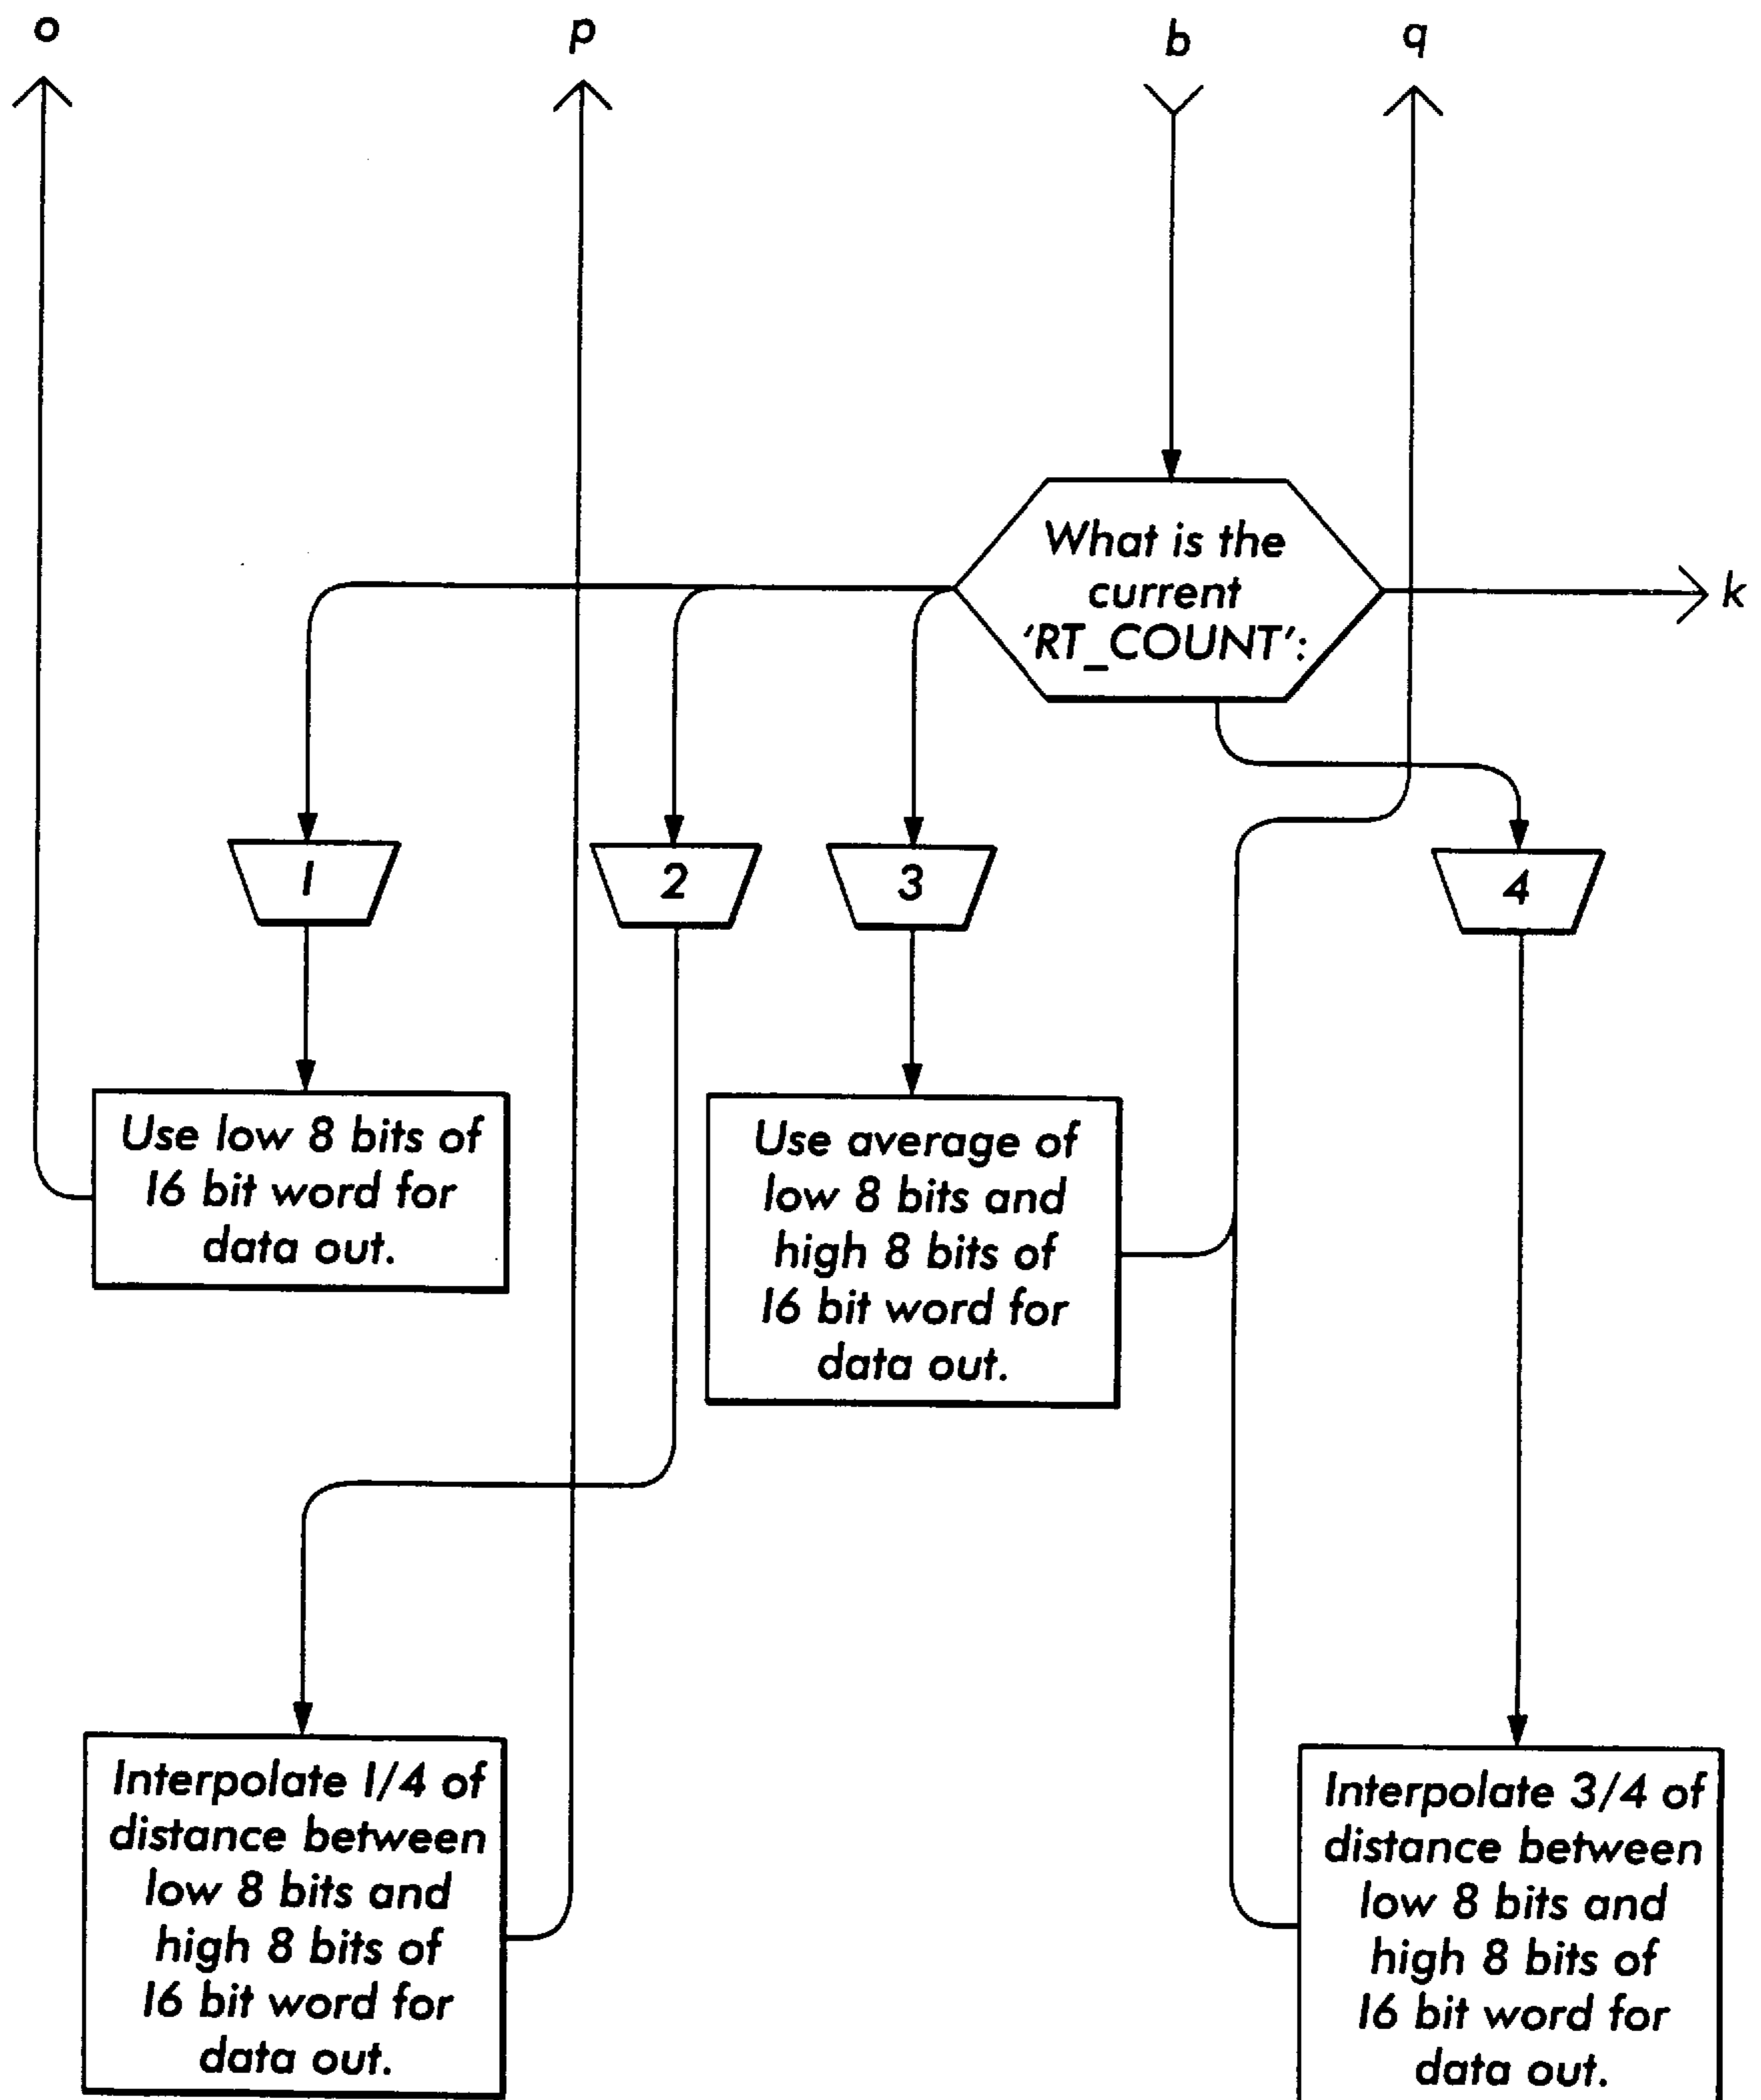 o
p
b
q
What is the
current
'RT_COUNT':
k
1
2
3
4
Use low 8 bits of
16 bit word for
data out.
Use average of
low 8 bits and
high 8 bits of
16 bit word for
data out.
Interpolate 1/4 of
distance between
low 8 bits and
high 8 bits of
16 bit word for
data out.
Interpolate 3/4 of
distance between
low 8 bits and
high 8 bits of
16 bit word for
data out.